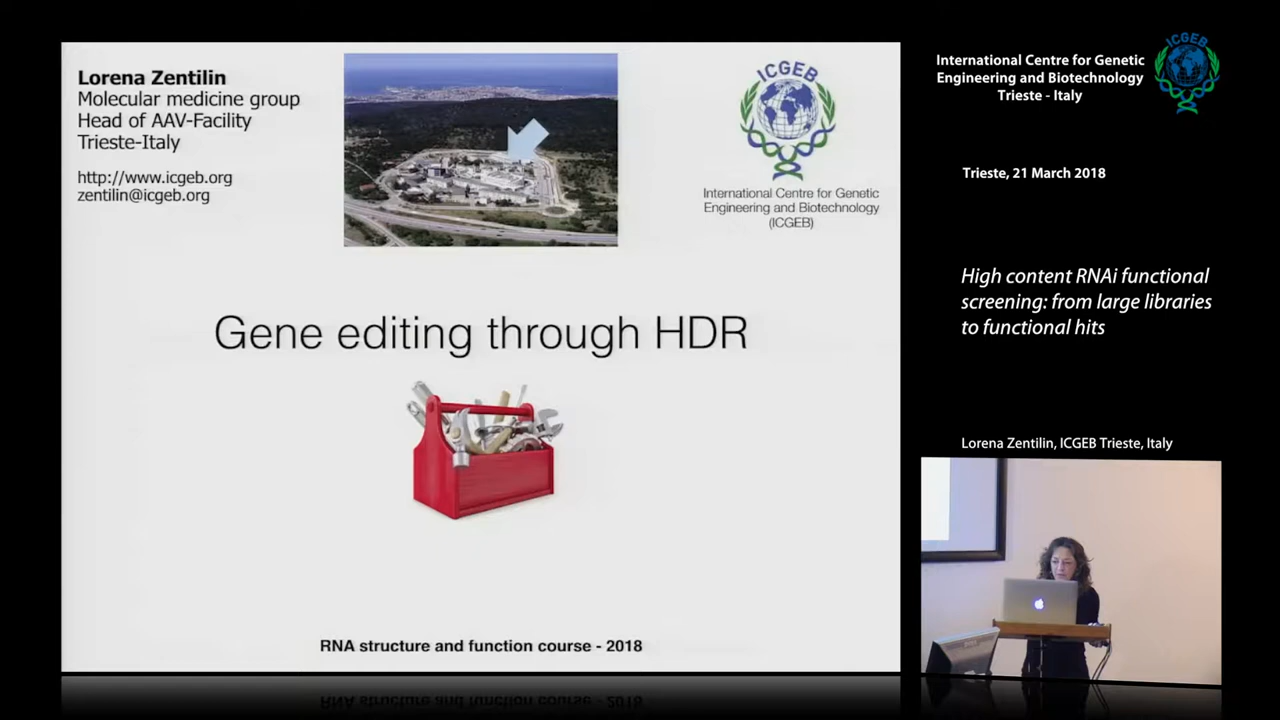 Lorena Zentilin
Molecular medicine group
Head of AAV-Facility
Trieste-Italy
http://www.icgeb.org
zentilin@icgeb.org
ICGEB
International Centre for Genetic
Engineering and Biotechnology
(ICGEB)
Gene editing through HDR
RNA structure and function course - 2018
International Centre for Genetic
Engineering and Biotechnology
Trieste - Italy
ICGEB
Trieste, 21 March 2018
High content RNAi functional
screening: from large libraries
to functional hits
Lorena Zentilin, ICGEB Trieste, Italy